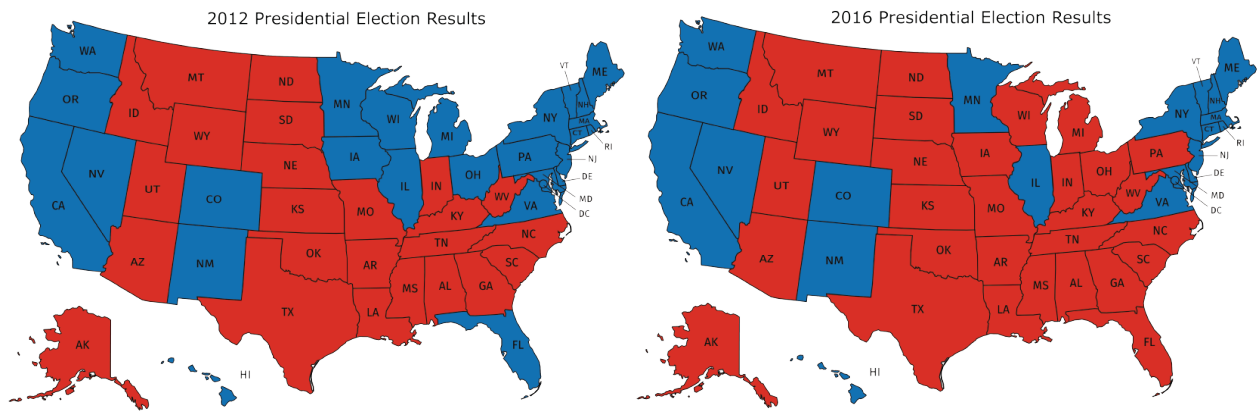 2012 Presidential Election Results
WA
OR
CA
NV
ID
MT
WY
UT
AZ
CO
NM
ND
SD
NE
KS
OK
TX
MN
IA
MO
AR
LA
WI
IL
MI
IN
OH
KY
TN
MS
AL
GA
FL
SC
NC
VA
WV
PA
NY
VT
NH
ME
MA
CT
RI
NJ
DE
MD
DC
AK
HI
2016 Presidential Election Results
WA
OR
CA
NV
ID
MT
WY
UT
AZ
CO
NM
ND
SD
NE
KS
OK
TX
MN
IA
MO
AR
LA
WI
IL
MI
IN
OH
KY
TN
MS
AL
GA
FL
SC
NC
VA
WV
PA
NY
VT
NH
ME
MA
CT
RI
NJ
DE
MD
DC
AK
HI